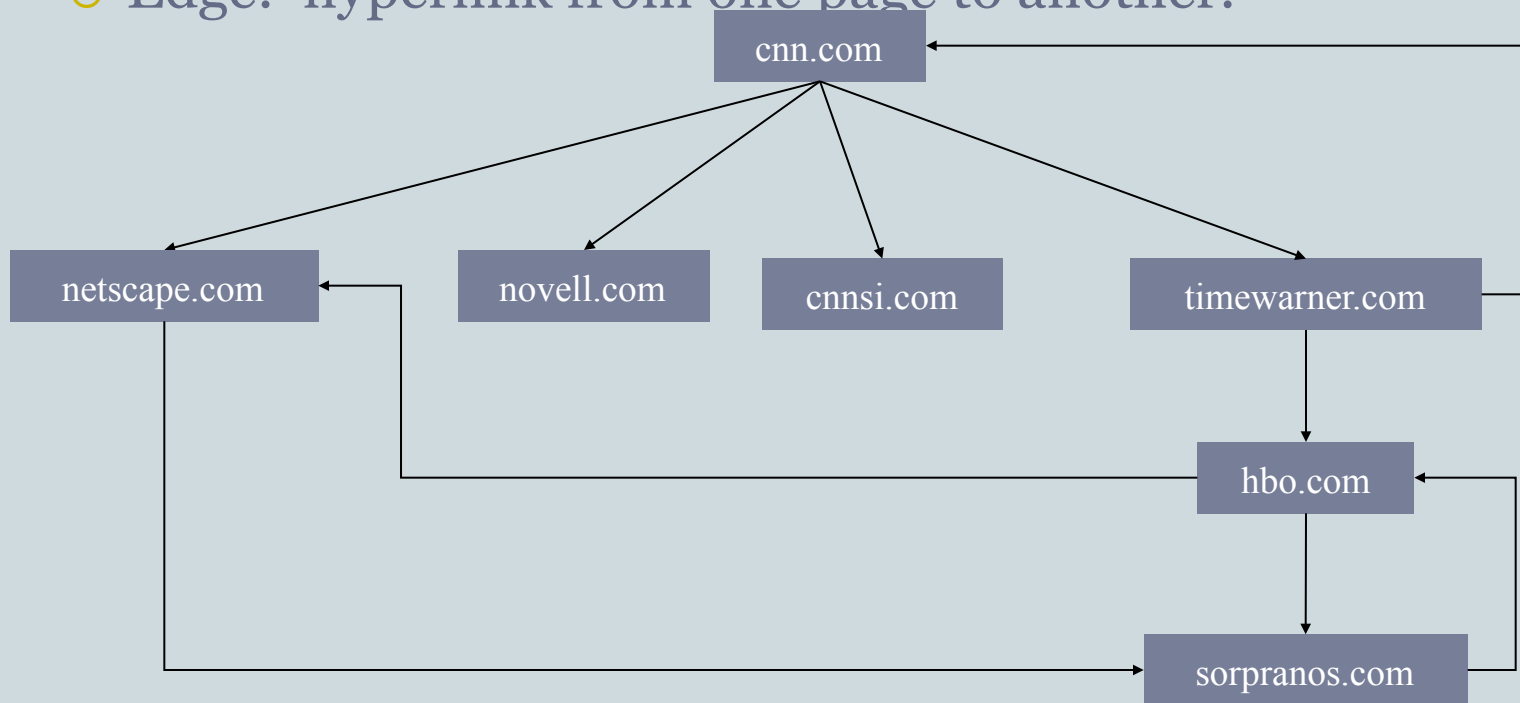 Edge: hyperlink from one page to another.
cnn.com
netscape.com
novell.com
cnnsi.com
timewarner.com
hbo.com
sorpranos.com